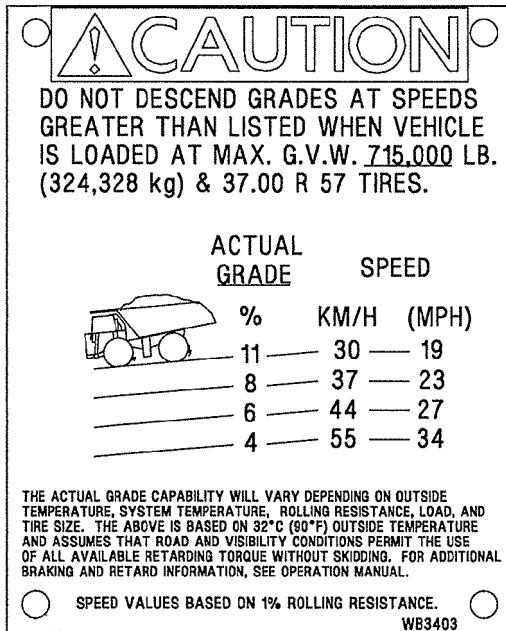 CAUTION
DO NOT DESCEND GRADES AT SPEEDS
GREATER THAN LISTED WHEN VEHICLE
IS LOADED AT MAX. G.V.W. 715,000 LB.
(324,328 kg) & 37.00 R 57 TIRES.
ACTUAL
GRADE SPEED
% KM/H (MPH)
11 30 19
8 37 23
6 44 27
4 55 34
THE ACTUAL GRADE CAPABILITY WILL VARY DEPENDING ON OUTSIDE
TEMPERATURE, SYSTEM TEMPERATURE, ROLLING RESISTANCE, LOAD, AND
TIRE SIZE. THE ABOVE IS BASED ON 32°C (90°F) OUTSIDE TEMPERATURE
AND ASSUMES THAT ROAD AND VISIBILITY CONDITIONS PERMIT THE USE
OF ALL AVAILABLE RETARDING TORQUE WITHOUT SKIDDING. FOR ADDITIONAL
BRAKING AND RETARD INFORMATION, SEE OPERATION MANUAL.
SPEED VALUES BASED ON 1% ROLLING RESISTANCE.
WB3403